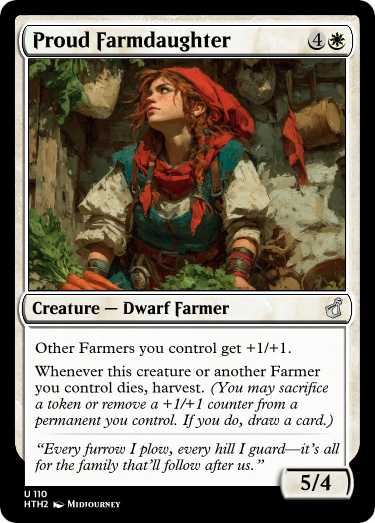 Proud Farmdaughter 4
Creature — Dwarf Farmer
Other Farmers you control get +1/+1.
Whenever this creature or another Farmer
you control dies, harvest. (You may sacrifice
a token or remove a +1/+1 counter from a
permanent you control. If you do, draw a card.)
“Every furrow I plow, every hill I guard—it’s all
for the family that’ll follow after us.”
5/4
U 110
HTH2 Midjourney